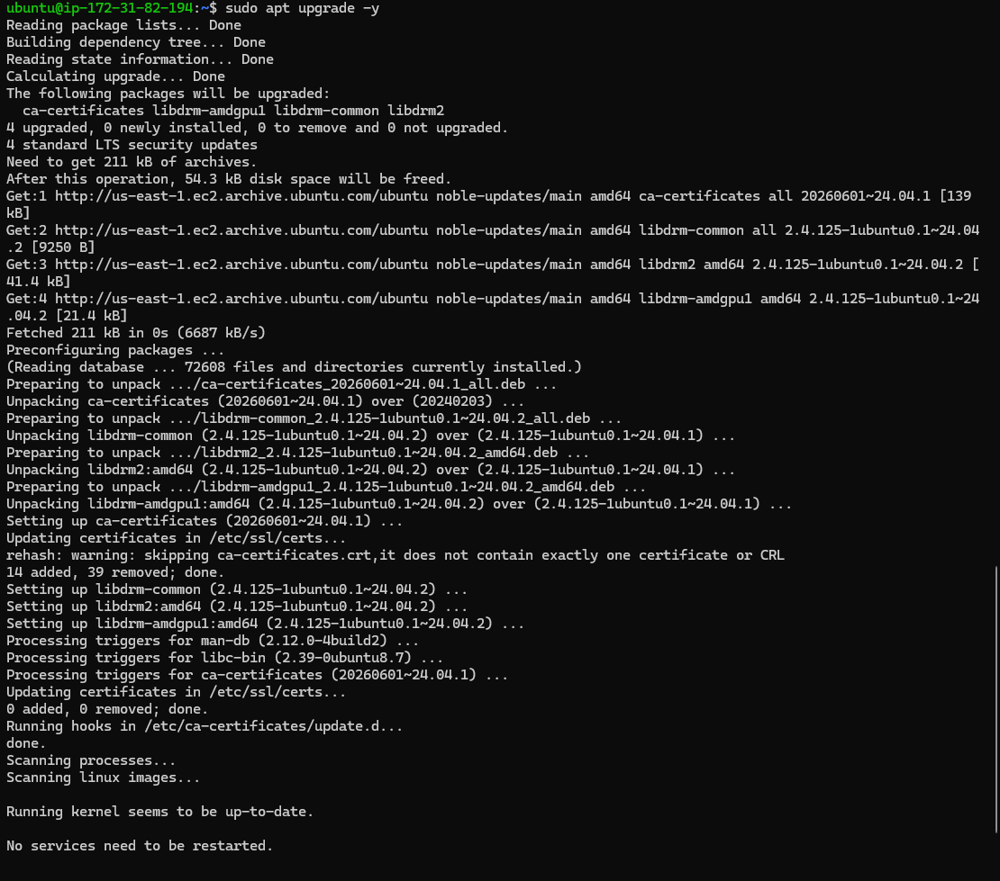 ubuntu@ip-172-31-82-194:~$ sudo apt upgrade -y
Reading package lists... Done
Building dependency tree... Done
Reading state information... Done
Calculating upgrade... Done
The following packages will be upgraded:
  ca-certificates libdrm-amdgpu1 libdrm-common libdrm2
4 upgraded, 0 newly installed, 0 to remove and 0 not upgraded.
4 standard LTS security updates
Need to get 211 kB of archives.
After this operation, 54.3 kB disk space will be freed.
Get:1 http://us-east-1.ec2.archive.ubuntu.com/ubuntu noble-updates/main amd64 ca-certificates all 20260601~24.04.1 [139
kB]
Get:2 http://us-east-1.ec2.archive.ubuntu.com/ubuntu noble-updates/main amd64 libdrm-common all 2.4.125-1ubuntu0.1~24.04
.2 [9250 B]
Get:3 http://us-east-1.ec2.archive.ubuntu.com/ubuntu noble-updates/main amd64 libdrm2 amd64 2.4.125-1ubuntu0.1~24.04.2 [
41.4 kB]
Get:4 http://us-east-1.ec2.archive.ubuntu.com/ubuntu noble-updates/main amd64 libdrm-amdgpu1 amd64 2.4.125-1ubuntu0.1~24
.04.2 [21.4 kB]
Fetched 211 kB in 0s (6687 kB/s)
Preconfiguring packages ...
(Reading database ... 72608 files and directories currently installed.)
Preparing to unpack .../ca-certificates_20260601~24.04.1_all.deb ...
Unpacking ca-certificates (20260601~24.04.1) over (20240203) ...
Preparing to unpack .../libdrm-common_2.4.125-1ubuntu0.1~24.04.2_all.deb ...
Unpacking libdrm-common (2.4.125-1ubuntu0.1~24.04.2) over (2.4.125-1ubuntu0.1~24.04.1) ...
Preparing to unpack .../libdrm2_2.4.125-1ubuntu0.1~24.04.2_amd64.deb ...
Unpacking libdrm2:amd64 (2.4.125-1ubuntu0.1~24.04.2) over (2.4.125-1ubuntu0.1~24.04.1) ...
Preparing to unpack .../libdrm-amdgpu1_2.4.125-1ubuntu0.1~24.04.2_amd64.deb ...
Unpacking libdrm-amdgpu1:amd64 (2.4.125-1ubuntu0.1~24.04.2) over (2.4.125-1ubuntu0.1~24.04.1) ...
Setting up ca-certificates (20260601~24.04.1) ...
Updating certificates in /etc/ssl/certs...
rehash: warning: skipping ca-certificates.crt,it does not contain exactly one certificate or CRL
14 added, 39 removed; done.
Setting up libdrm-common (2.4.125-1ubuntu0.1~24.04.2) ...
Setting up libdrm2:amd64 (2.4.125-1ubuntu0.1~24.04.2) ...
Setting up libdrm-amdgpu1:amd64 (2.4.125-1ubuntu0.1~24.04.2) ...
Processing triggers for man-db (2.12.0-4build2) ...
Processing triggers for libc-bin (2.39-0ubuntu8.7) ...
Processing triggers for ca-certificates (20260601~24.04.1) ...
Updating certificates in /etc/ssl/certs...
0 added, 0 removed; done.
Running hooks in /etc/ca-certificates/update.d...
done.
Scanning processes...
Scanning linux images...

Running kernel seems to be up-to-date.

No services need to be restarted.